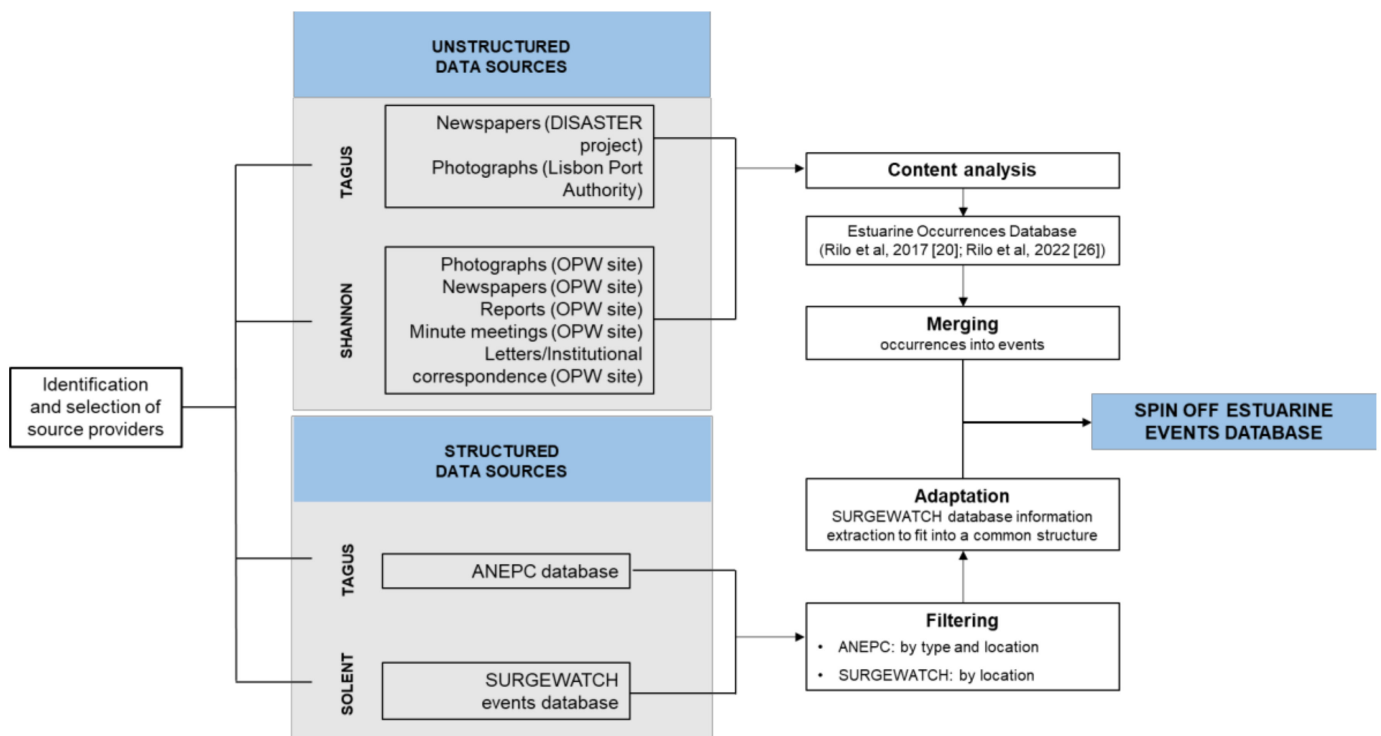 UNSTRUCTURED
DATA SOURCES
TAGUS
Newspapers (DISASTER
project)
Photographs (Lisbon Port
Authority)
SHANNON
Photographs (OPW site)
Newspapers (OPW site)
Reports (OPW site)
Minute meetings (OPW site)
Letters/Institutional
correspondence (OPW site)
Identification
and selection of
source providers
STRUCTURED
DATA SOURCES
TAGUS
ANEPC database
SOLENT
SURGEWATCH
events database
Content analysis
Estuarine Occurrences Database
(Rilo et al, 2017 [20]; Rilo et al, 2022 [26])
Merging
occurrences into events
SPIN OFF ESTUARINE
EVENTS DATABASE
Adaptation
SURGEWATCH database information
extraction to fit into a common structure
Filtering
• ANEPC: by type and location
• SURGEWATCH: by location